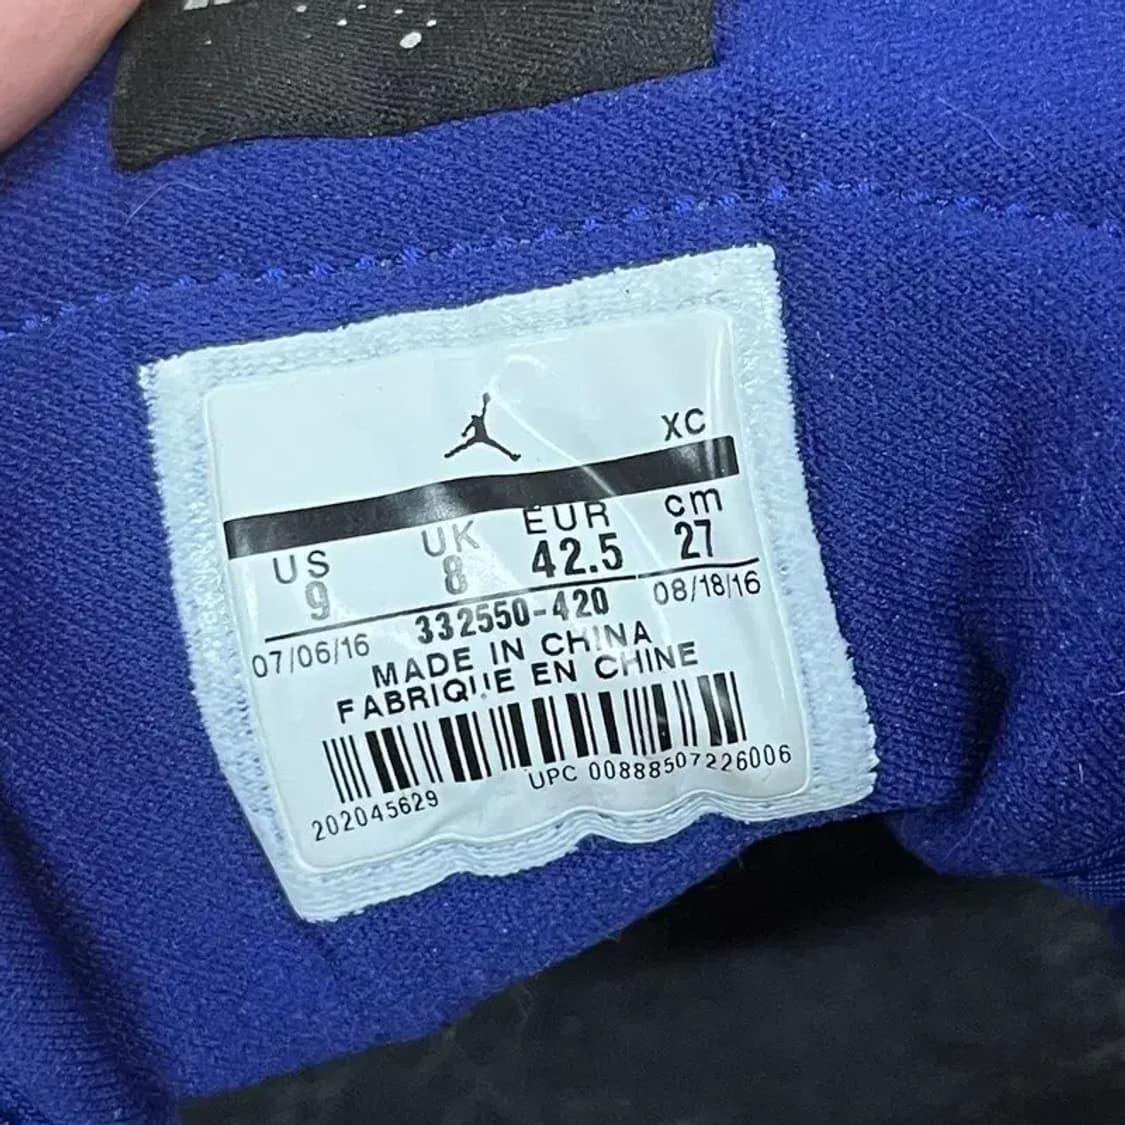 XC
US UK EUR cm
9 8 42.5 27
07/06/16 332550-420 08/18/16
MADE IN CHINA
FABRIQUE EN CHINE
202045629 UPC 00888507226006